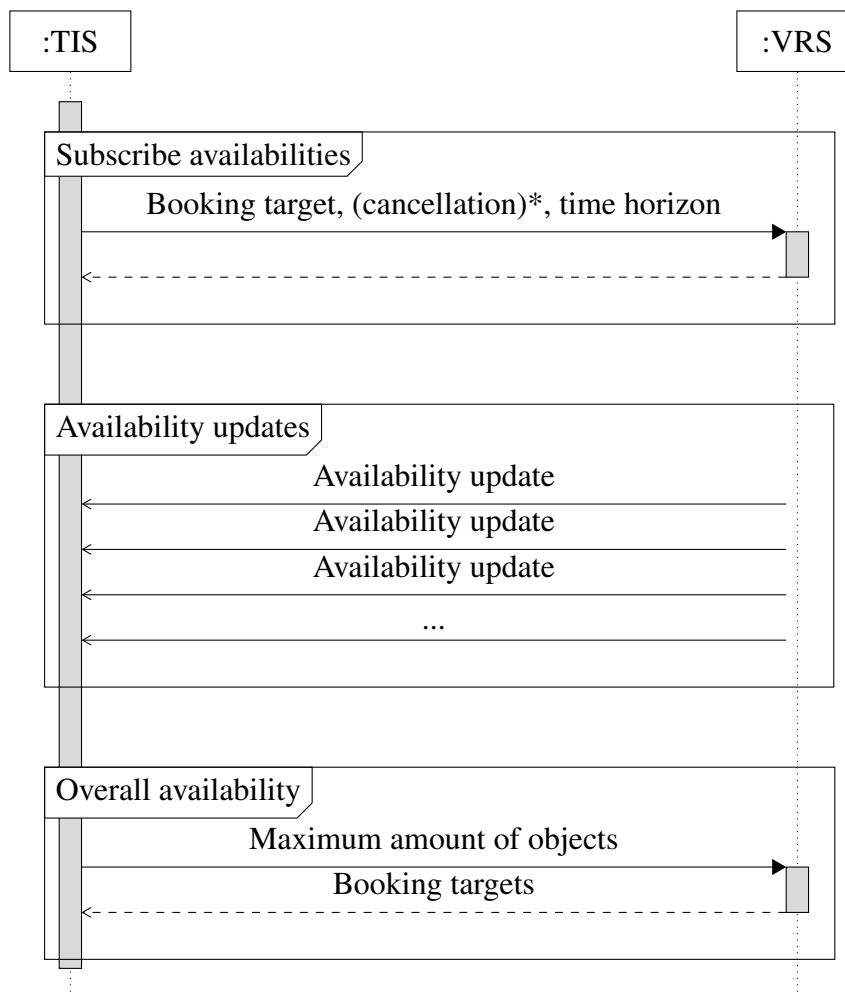 :TIS
:VRS
Subscribe availabilities
Booking target, (cancellation)*, time horizon
Availability updates
Availability update
Availability update
Availability update
...
Overall availability
Maximum amount of objects
Booking targets